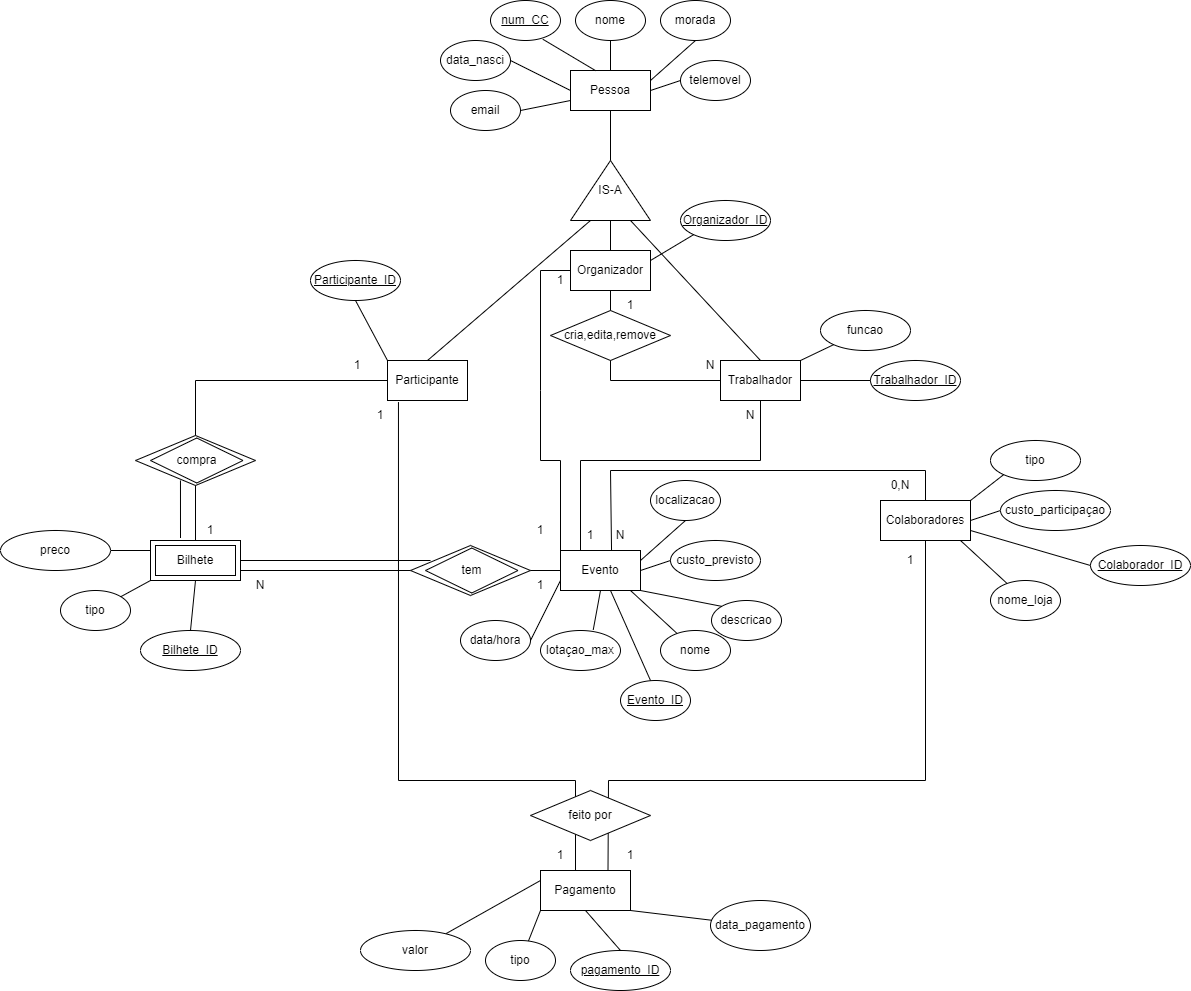 num_CC
nome
morada
data_nasci
telemovel
Pessoa
email
IS-A
Organizador_ID
Organizador
Participante_ID
1
1
cria,edita,remove
funcao
1
N
Participante
Trabalhador
Trabalhador_ID
1
N
compra
tipo
0,N
localizacao
custo_participaçao
Colaboradores
1
1
1
N
preco
Bilhete
tem
Evento
custo_previsto
1
Colaborador_ID
N
1
tipo
nome_loja
descricao
data/hora
lotaçao_max
nome
Bilhete_ID
Evento_ID
feito por
1
1
Pagamento
data_pagamento
valor
tipo
pagamento_ID